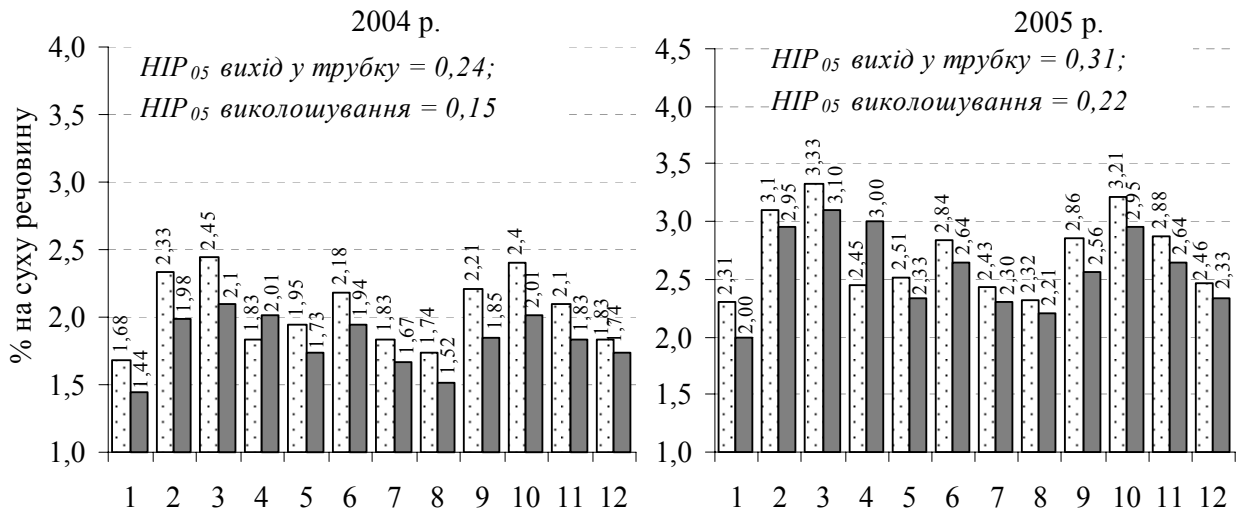 2004 р.
НІР05 вихід у трубку = 0,24;
НІР05 виколошування = 0,15
% на суху речовину
4,0
3,5
3,0
2,5
2,0
1,5
1,0
1,68 1,44 2,33 1,98 2,45 2,1 1,83 2,01 1,95 1,73 2,18 1,94 1,83 1,67 1,74 1,52 2,21 1,85 2,4 2,01 2,1 1,83 1,83 1,74
1 2 3 4 5 6 7 8 9 10 11 12
2005 р.
НІР05 вихід у трубку = 0,31;
НІР05 виколошування = 0,22
4,5
4,0
3,5
3,0
2,5
2,0
1,5
1,0
2,31 2,00 3,1 2,95 3,33 3,10 2,45 3,00 2,51 2,33 2,84 2,64 2,43 2,30 2,32 2,21 2,86 2,56 3,21 2,95 2,88 2,64 2,46 2,33
1 2 3 4 5 6 7 8 9 10 11 12